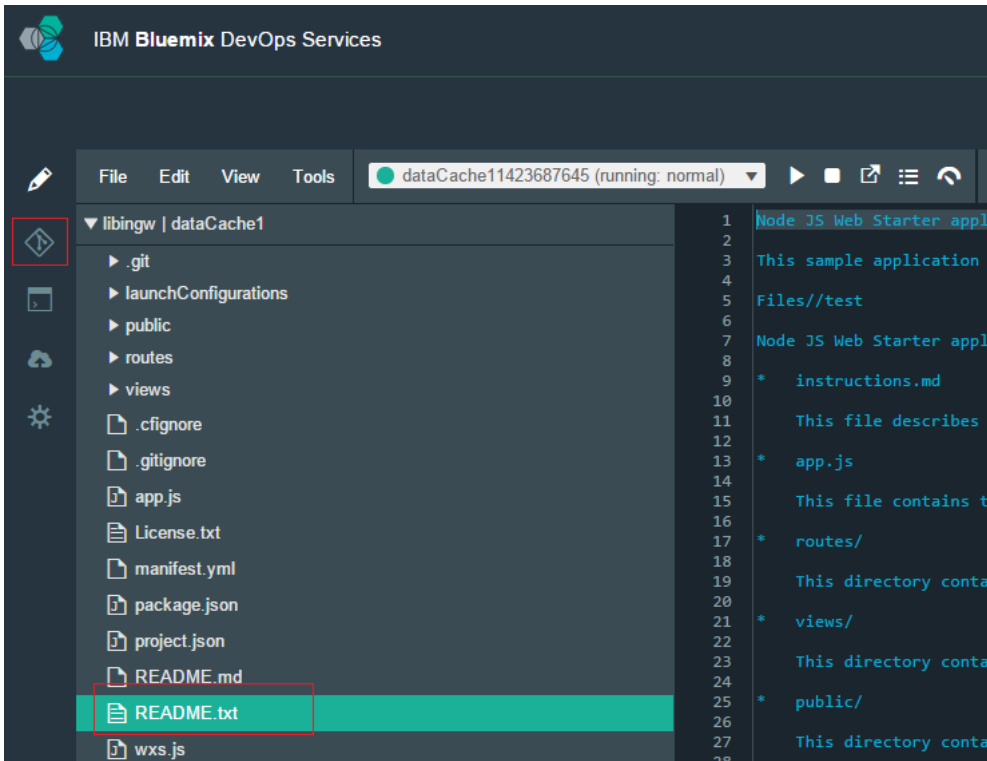 IBM Bluemix DevOps Services
File Edit View Tools dataCache11423687645 (running: normal)
libingw | dataCache1
.git
launchConfigurations
public
routes
views
.cfignore
.gitignore
app.js
License.txt
manifest.yml
package.json
project.json
README.md
README.txt
wxs.js
1 Node JS Web Starter appl
2
3 This sample application
4
5 Files//test
6
7 Node JS Web Starter appl
8
9 * instructions.md
10
11 This file describes
12
13 * app.js
14
15 This file contains t
16
17 * routes/
18
19 This directory conta
20
21 * views/
22
23 This directory conta
24
25 * public/
26
27 This directory conta
28